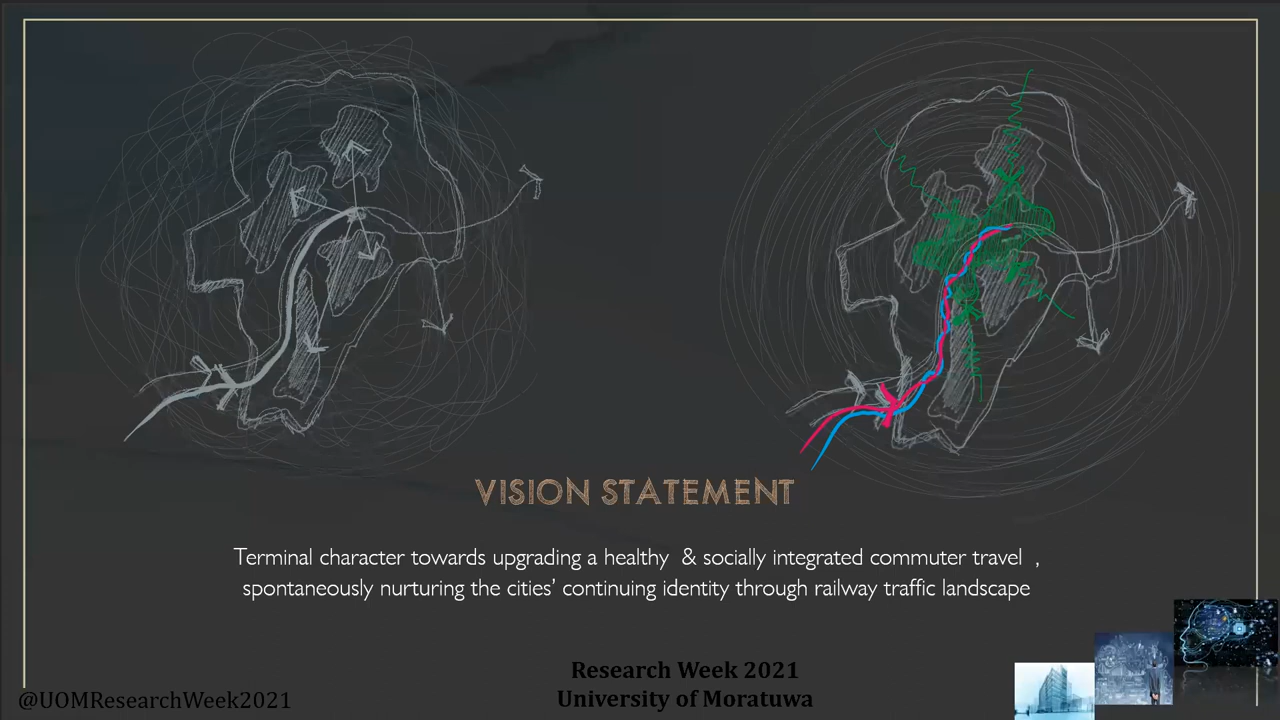 VISION STATEMENT
Terminal character towards upgrading a healthy & socially integrated commuter travel ,
spontaneously nurturing the cities' continuing identity through railway traffic landscape
Research Week 2021
University of Moratuwa
@UOMResearchWeek2021